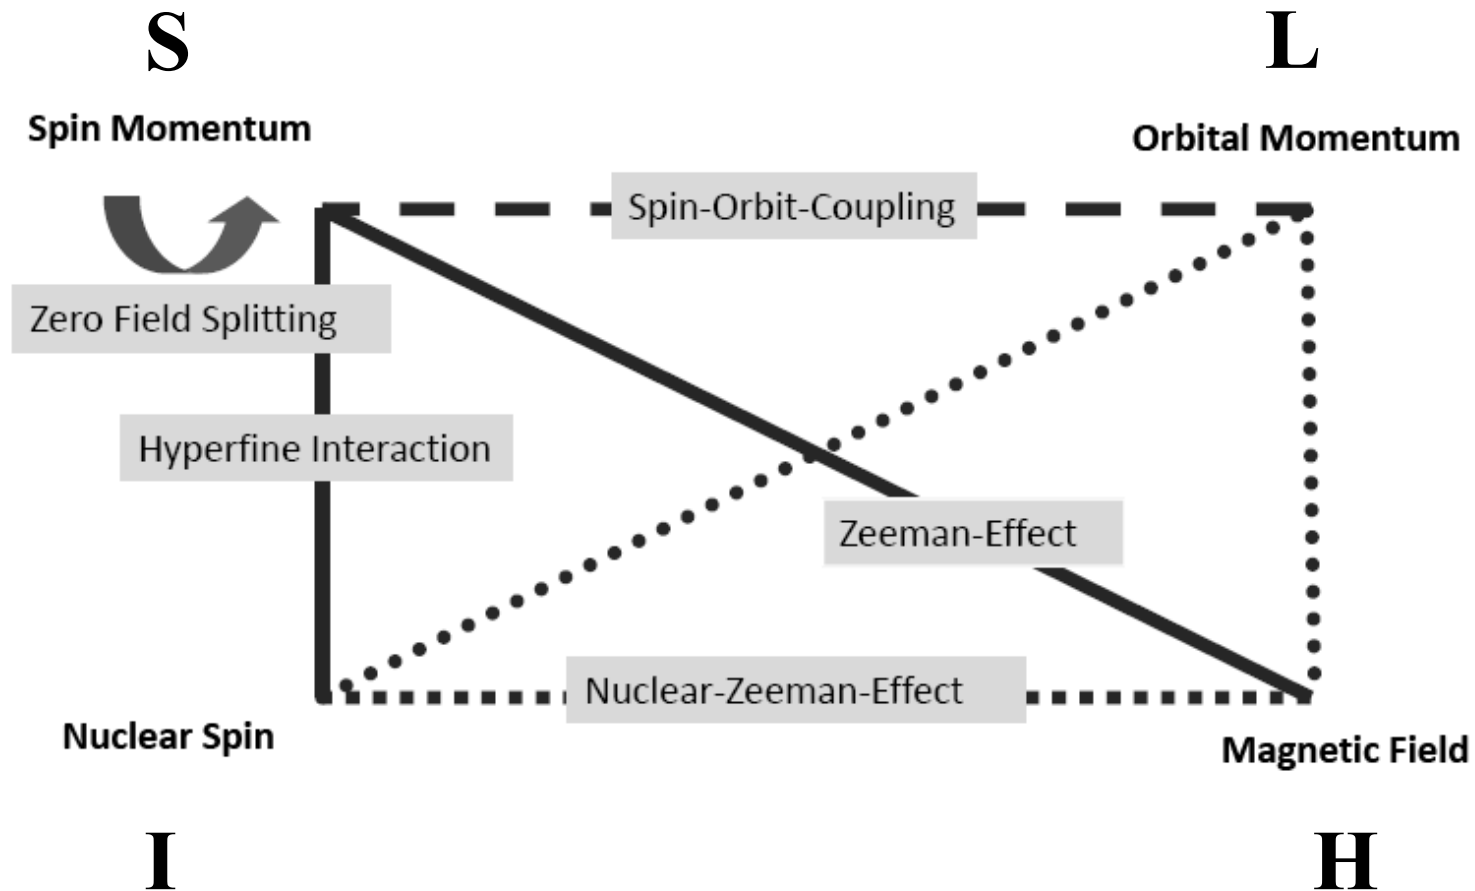 S
L
Spin Momentum
Orbital Momentum
Spin-Orbit-Coupling
Zero Field Splitting
Hyperfine Interaction
Zeeman-Effect
Nuclear-Zeeman-Effect
Nuclear Spin
Magnetic Field
I
H